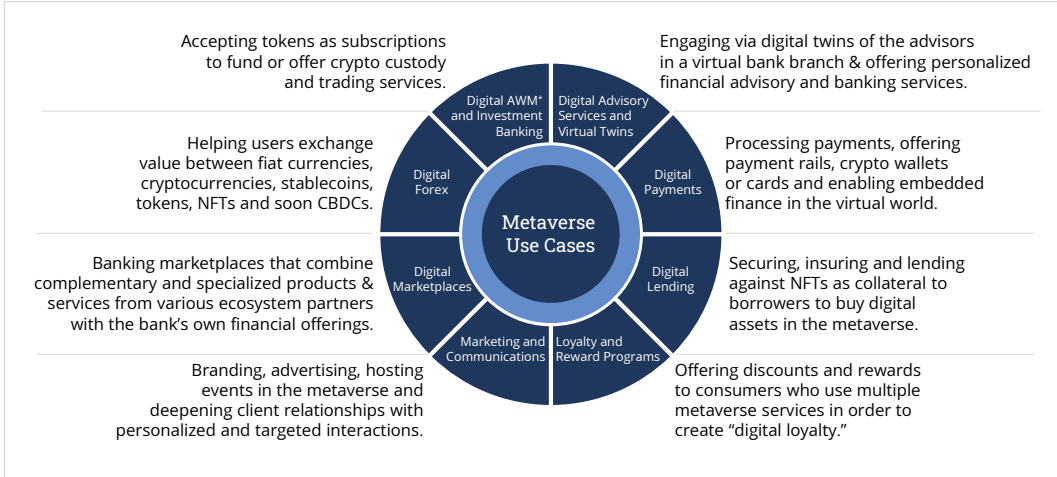 Accepting tokens as subscriptions
to fund or offer crypto custody
and trading services.
Engaging via digital twins of the advisors
in a virtual bank branch & offering personalized
financial advisory and banking services.
Digital AWM*
and Investment
Banking
Digital Advisory
Services and
Virtual Twins
Helping users exchange
value between fiat currencies,
cryptocurrencies, stablecoins,
tokens, NFTs and soon CBDCs.
Digital
Forex
Digital
Payments
Processing payments, offering
payment rails, crypto wallets
or cards and enabling embedded
finance in the virtual world.
Metaverse
Use Cases
Banking marketplaces that combine
complementary and specialized products &
services from various ecosystem partners
with the bank’s own financial offerings.
Digital
Marketplaces
Digital
Lending
Securing, insuring and lending
against NFTs as collateral to
borrowers to buy digital
assets in the metaverse.
Marketing and
Communications
Loyalty and
Reward Programs
Branding, advertising, hosting
events in the metaverse and
deepening client relationships with
personalized and targeted interactions.
Offering discounts and rewards
to consumers who use multiple
metaverse services in order to
create “digital loyalty.”